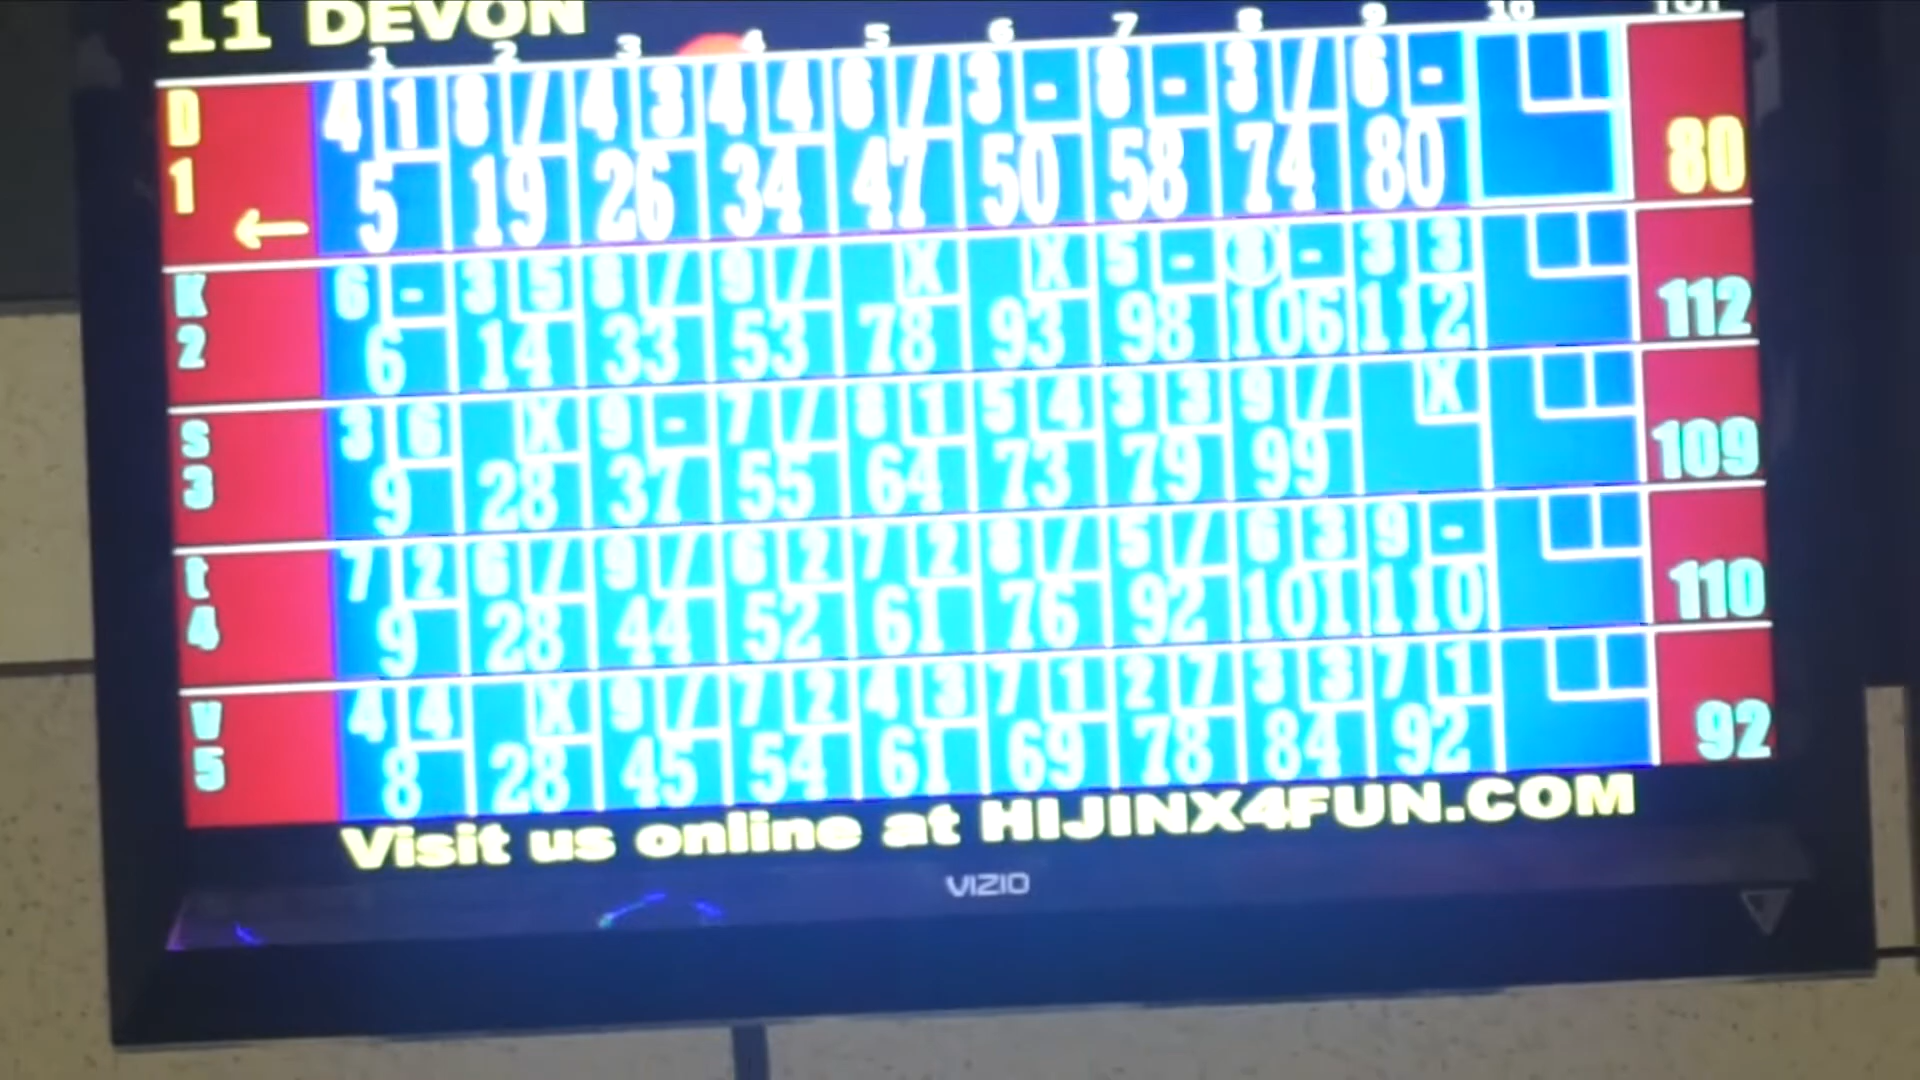 11 DEVON
1 2 3 4 5 6 7 8 9 10 TOT
D 4 1 8 / 4 3 4 4 6 / 3 - 8 - 3 / 6 -
1 5 19 26 34 47 50 58 74 80 80
←
K 6 - 3 5 8 / 9 / X X 5 - 8 - 3 3
2 6 14 33 53 78 93 98 106 112 112
S 3 6 X 9 - 7 / 8 1 5 4 3 3 9 / X
3 9 28 37 55 64 73 79 99 109
t 7 2 6 / 9 / 6 2 7 2 8 / 5 / 6 3 9 -
4 9 28 44 52 61 76 92 101 110 110
V 4 4 X 9 / 7 2 4 3 7 1 2 7 3 3 7 1
5 8 28 45 54 61 69 78 84 92 92
Visit us online at HIJINX4FUN.COM
VIZIO